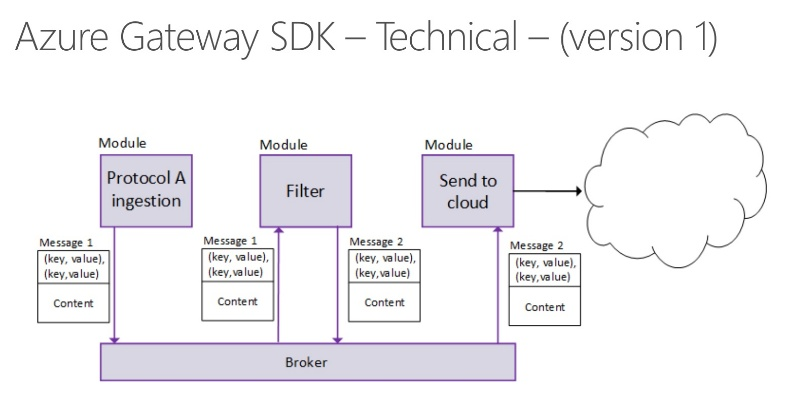 Azure Gateway SDK – Technical – (version 1)
Module
Protocol A
ingestion
Module
Filter
Module
Send to
cloud
Message 1
(key, value),
(key,value)
Content
Message 1
(key, value),
(key,value)
Content
Message 2
(key, value),
(key,value)
Content
Message 2
(key, value),
(key,value)
Content
Broker